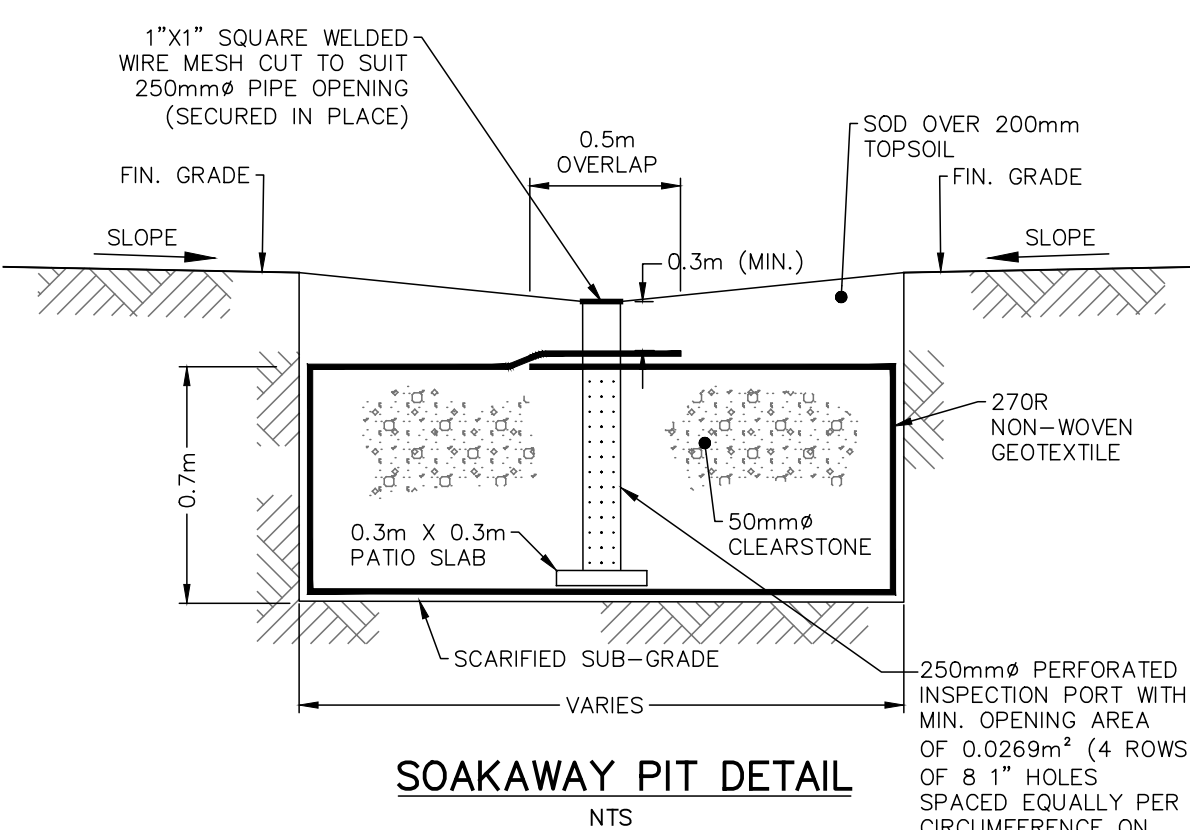 1”X1” SQUARE WELDED
WIRE MESH CUT TO SUIT
250mmø PIPE OPENING
(SECURED IN PLACE)
0.5m
OVERLAP
SOD OVER 200mm
TOPSOIL
FIN. GRADE
FIN. GRADE
SLOPE
SLOPE
0.3m (MIN.)
270R
NON-WOVEN
GEOTEXTILE
0.7m
0.3m X 0.3m
PATIO SLAB
50mmø
CLEARSTONE
SCARIFIED SUB-GRADE
VARIES
250mmø PERFORATED
INSPECTION PORT WITH
MIN. OPENING AREA
OF 0.0269m² (4 ROWS
OF 8 1” HOLES
SPACED EQUALLY PER
CIRCUMFERENCE ON
SOAKAWAY PIT DETAIL
NTS